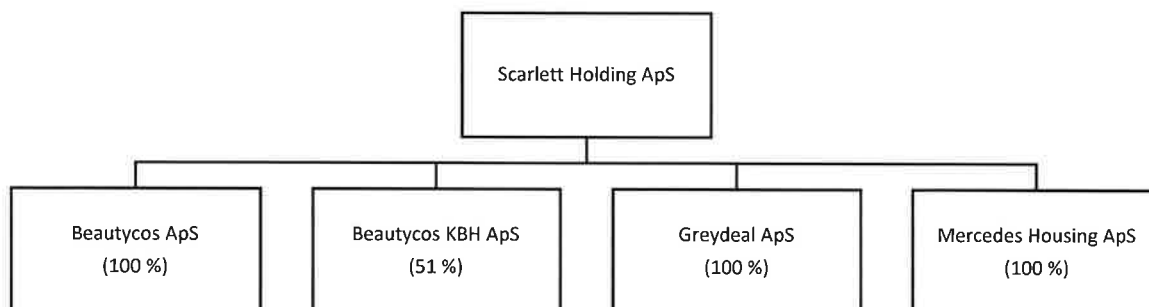 Scarlett Holding ApS
Beautycos ApS
(100 %)
Beautycos KBH ApS
(51 %)
Greydeal ApS
(100 %)
Mercedes Housing ApS
(100 %)